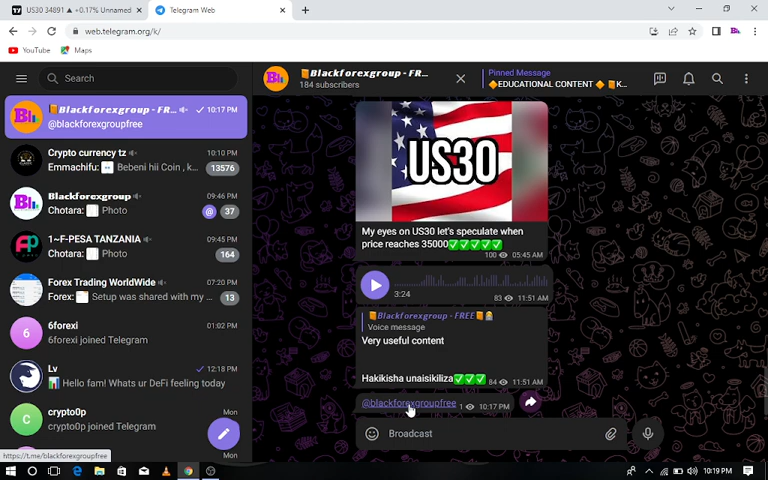 US30 34891 ▲ +0.17% Unnamed
Telegram Web
web.telegram.org/k/
YouTube
Maps
Search
📙Blackforexgroup - FR...
10:17 PM
@blackforexgroupfree
Crypto currency tz
10:10 PM
Emmachifu: Bebeni hii Coin , k...
13576
Blackforexgroup
09:46 PM
Chotara: Photo
@ 37
1~F-PESA TANZANIA
09:45 PM
Chotara: Photo
164
Forex Trading WorldWide
07:20 PM
Forex: Setup was shared with my ...
13
6
6forexi
01:02 PM
6forexi joined Telegram
Lv
12:18 PM
📊 Hello fam! Whats ur DeFi feeling today
C
crypto0p
Mon
crypto0p joined Telegram
Mon
https://t.me/blackforexgroupfree
📙Blackforexgroup - FR...
184 subscribers
Pinned Message
🔶EDUCATIONAL CONTENT 🔶 📙K...
US30
My eyes on US30 let's speculate when
price reaches 35000✅✅✅✅✅
100 05:45 AM
3:24
83 11:51 AM
📙Blackforexgroup - FREE📙
Voice message
Very useful content
Hakikisha unaisikiliza✅✅✅ 84 11:51 AM
@blackforexgroupfree 1 10:17 PM
Broadcast
10:19 PM